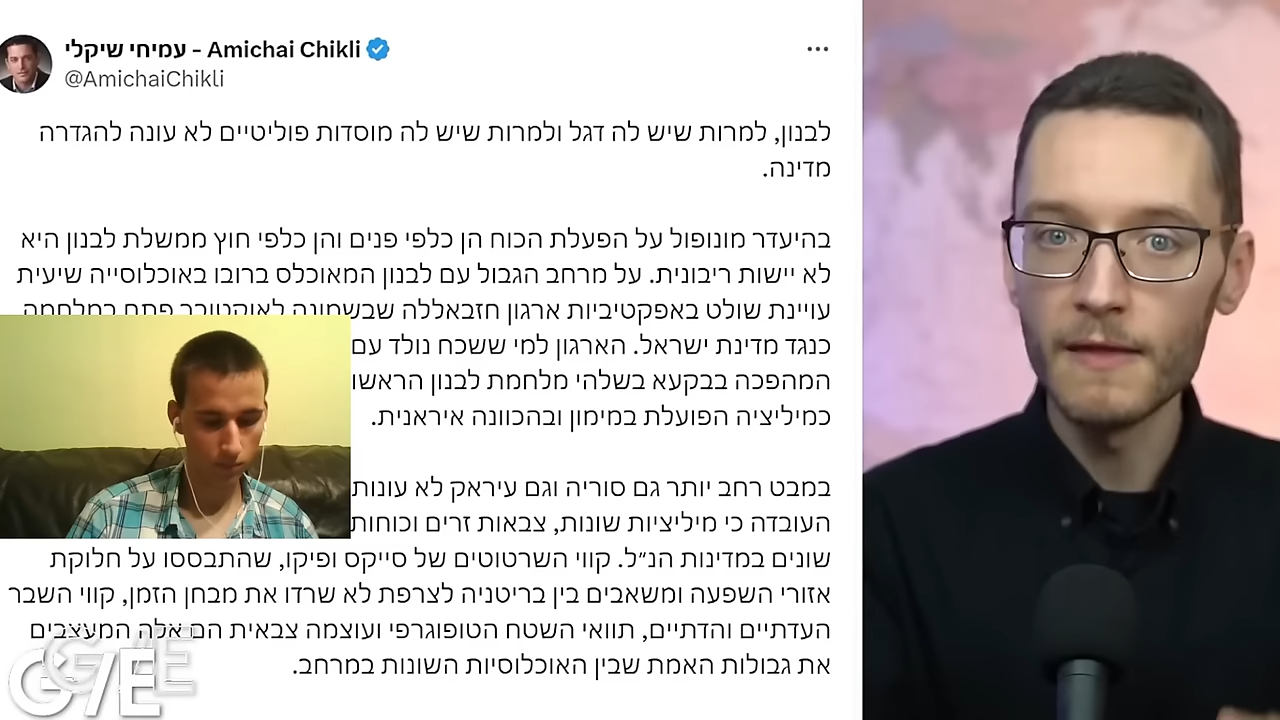 עמיחי שיקלי - Amichai Chikli
@AmichaiChikli
לבנון, למרות שיש לה דגל ולמרות שיש לה מוסדות פוליטיים לא עונה להגדרה
מדינה.
בהיעדר מונופול על הפעלת הכוח הן כלפי פנים והן כלפי חוץ ממשלת לבנון היא
לא יישות ריבונית. על מרחב הגבול עם לבנון המאוכלס ברובו באוכלוסייה שיעית
עויינת שולט באפקטיביות ארגון חזבאללה שבשמונה לאוקטובר פתח במלחמה
כנגד מדינת ישראל. הארגון למי ששכח נולד עם
המהפכה בבקעא בשלהי מלחמת לבנון הראשו
כמיליציה הפועלת במימון ובהכוונה איראנית.
במבט רחב יותר גם סוריה וגם עיראק לא עונות
העובדה כי מיליציות שונות, צבאות זרים וכוחות
שונים במדינות הנ״ל. קווי השרטוטים של סייקס ופיקו, שהתבססו על חלוקת
אזורי השפעה ומשאבים בין בריטניה לצרפת לא שרדו את מבחן הזמן, קווי השבר
העדתיים והדתיים, תוואי השטח הטופוגרפי ועוצמה צבאית הם אלה המעצבים
את גבולות האמת שבין האוכלוסיות השונות במרחב.
G7E